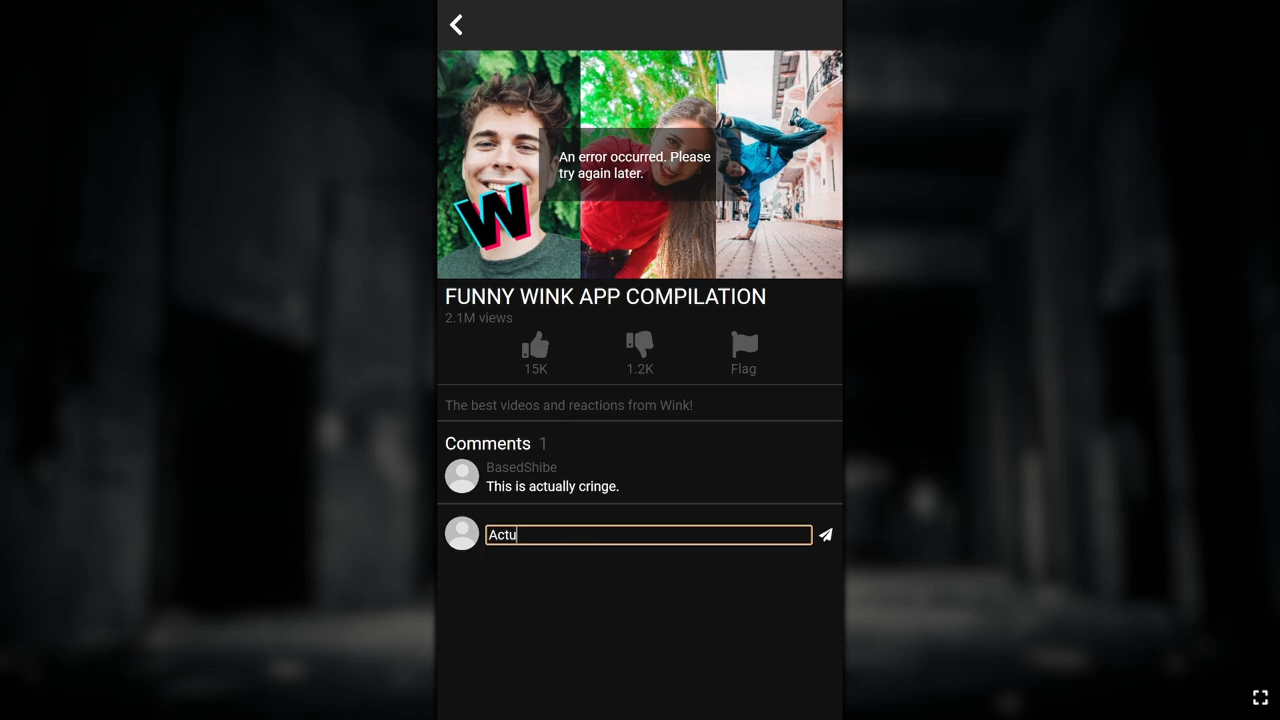 An error occurred. Please
try again later.
W
FUNNY WINK APP COMPILATION
2.1M views
15K
1.2K
Flag
The best videos and reactions from Wink!
Comments 1
BasedShibe
This is actually cringe.
Actu